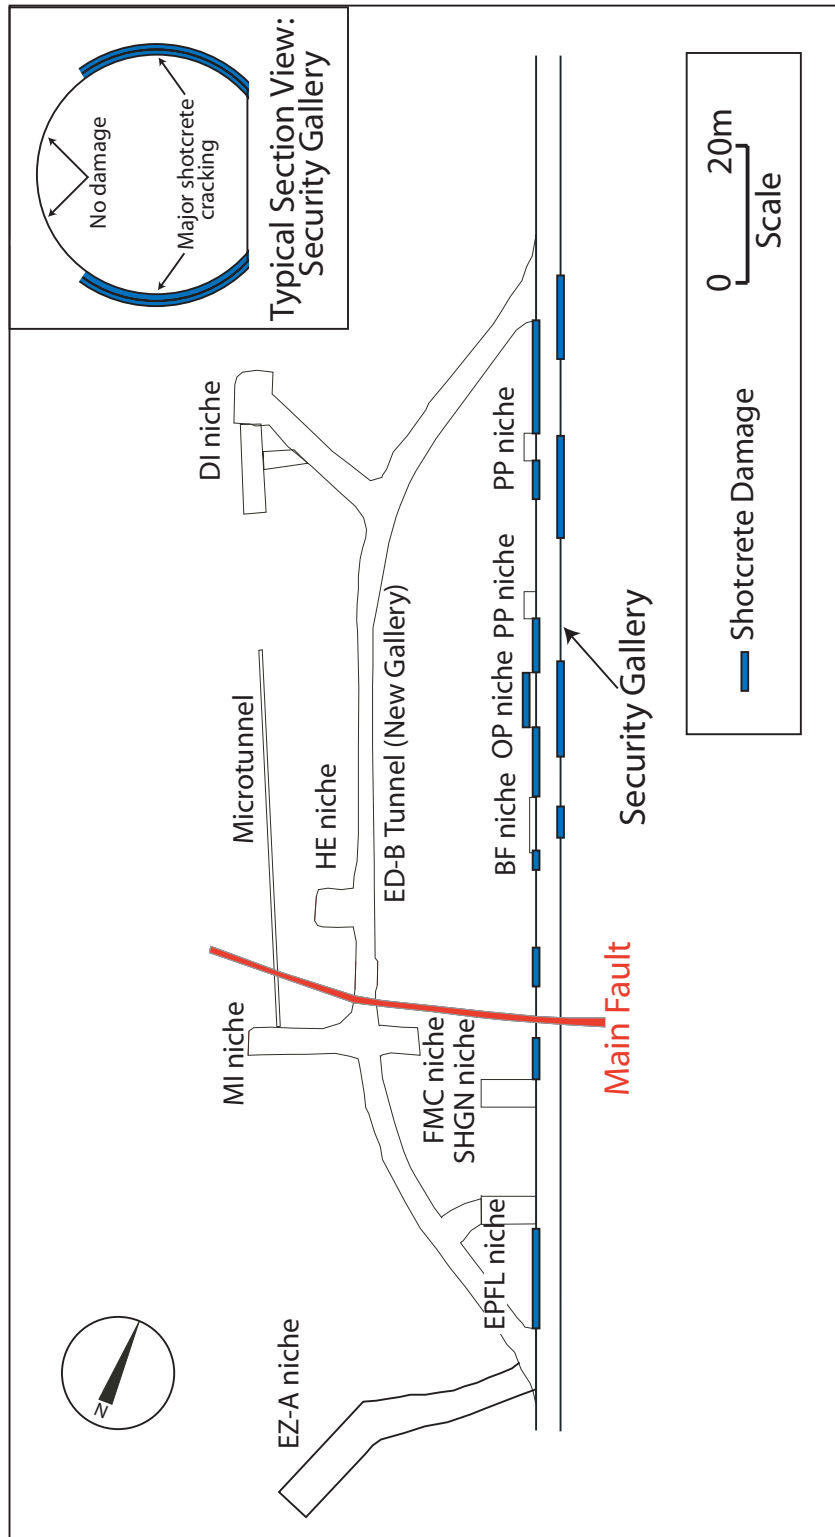 No damage
Major shotcrete
cracking
Typical Section View:
Security Gallery
DI niche
Microtunnel
HE niche
MI niche
ED-B Tunnel (New Gallery)
FMC niche
SHGN niche
EPFL niche
EZ-A niche
N
BF niche
OP niche
PP niche
PP niche
Main Fault
Security Gallery
Shotcrete Damage
0
20m
Scale